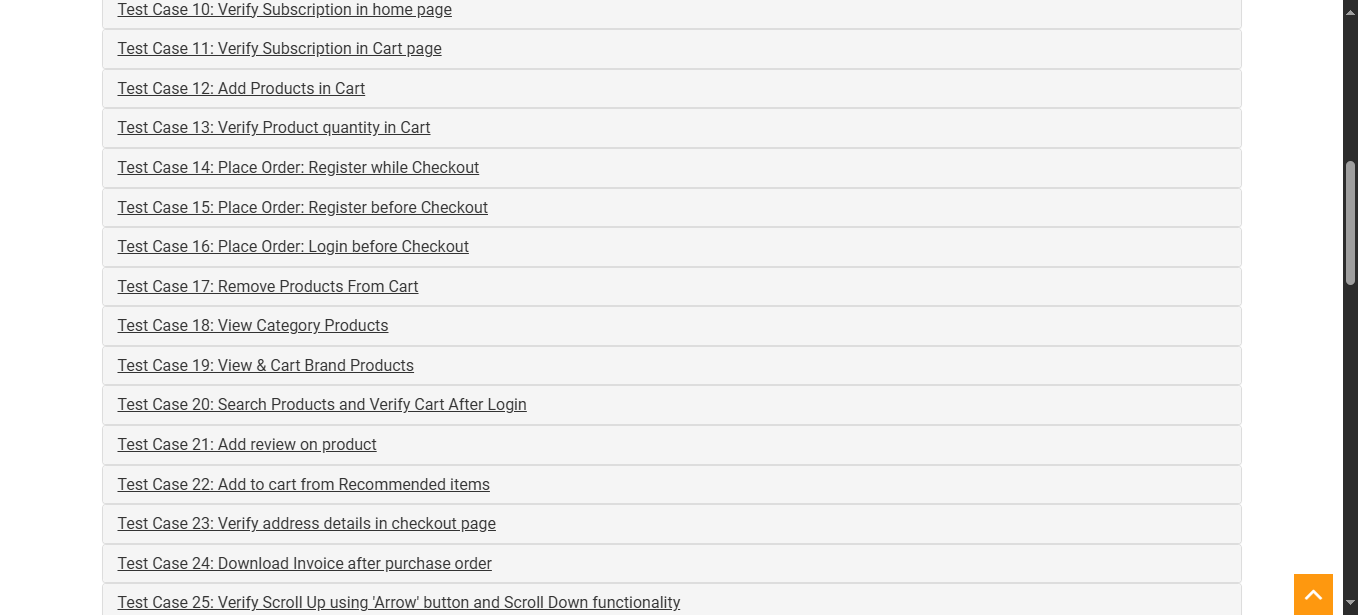 Test Case 10: Verify Subscription in home page
Test Case 11: Verify Subscription in Cart page
Test Case 12: Add Products in Cart
Test Case 13: Verify Product quantity in Cart
Test Case 14: Place Order: Register while Checkout
Test Case 15: Place Order: Register before Checkout
Test Case 16: Place Order: Login before Checkout
Test Case 17: Remove Products From Cart
Test Case 18: View Category Products
Test Case 19: View & Cart Brand Products
Test Case 20: Search Products and Verify Cart After Login
Test Case 21: Add review on product
Test Case 22: Add to cart from Recommended items
Test Case 23: Verify address details in checkout page
Test Case 24: Download Invoice after purchase order
Test Case 25: Verify Scroll Up using 'Arrow' button and Scroll Down functionality